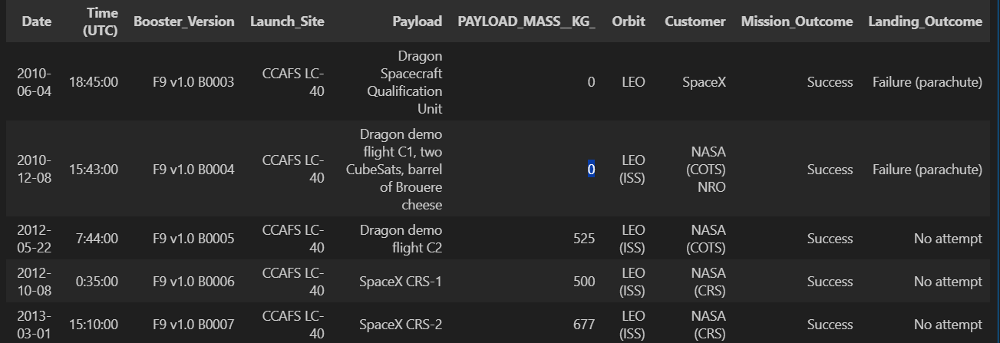 Date Time (UTC) Booster_Version Launch_Site Payload PAYLOAD_MASS__KG_ Orbit Customer Mission_Outcome Landing_Outcome
2010-06-04 18:45:00 F9 v1.0 B0003 CCAFS LC-40 Dragon Spacecraft Qualification Unit 0 LEO SpaceX Success Failure (parachute)
2010-12-08 15:43:00 F9 v1.0 B0004 CCAFS LC-40 Dragon demo flight C1, two CubeSats, barrel of Brouere cheese 0 LEO (ISS) NASA (COTS) NRO Success Failure (parachute)
2012-05-22 7:44:00 F9 v1.0 B0005 CCAFS LC-40 Dragon demo flight C2 525 LEO (ISS) NASA (COTS) Success No attempt
2012-10-08 0:35:00 F9 v1.0 B0006 CCAFS LC-40 SpaceX CRS-1 500 LEO (ISS) NASA (CRS) Success No attempt
2013-03-01 15:10:00 F9 v1.0 B0007 CCAFS LC-40 SpaceX CRS-2 677 LEO (ISS) NASA (CRS) Success No attempt